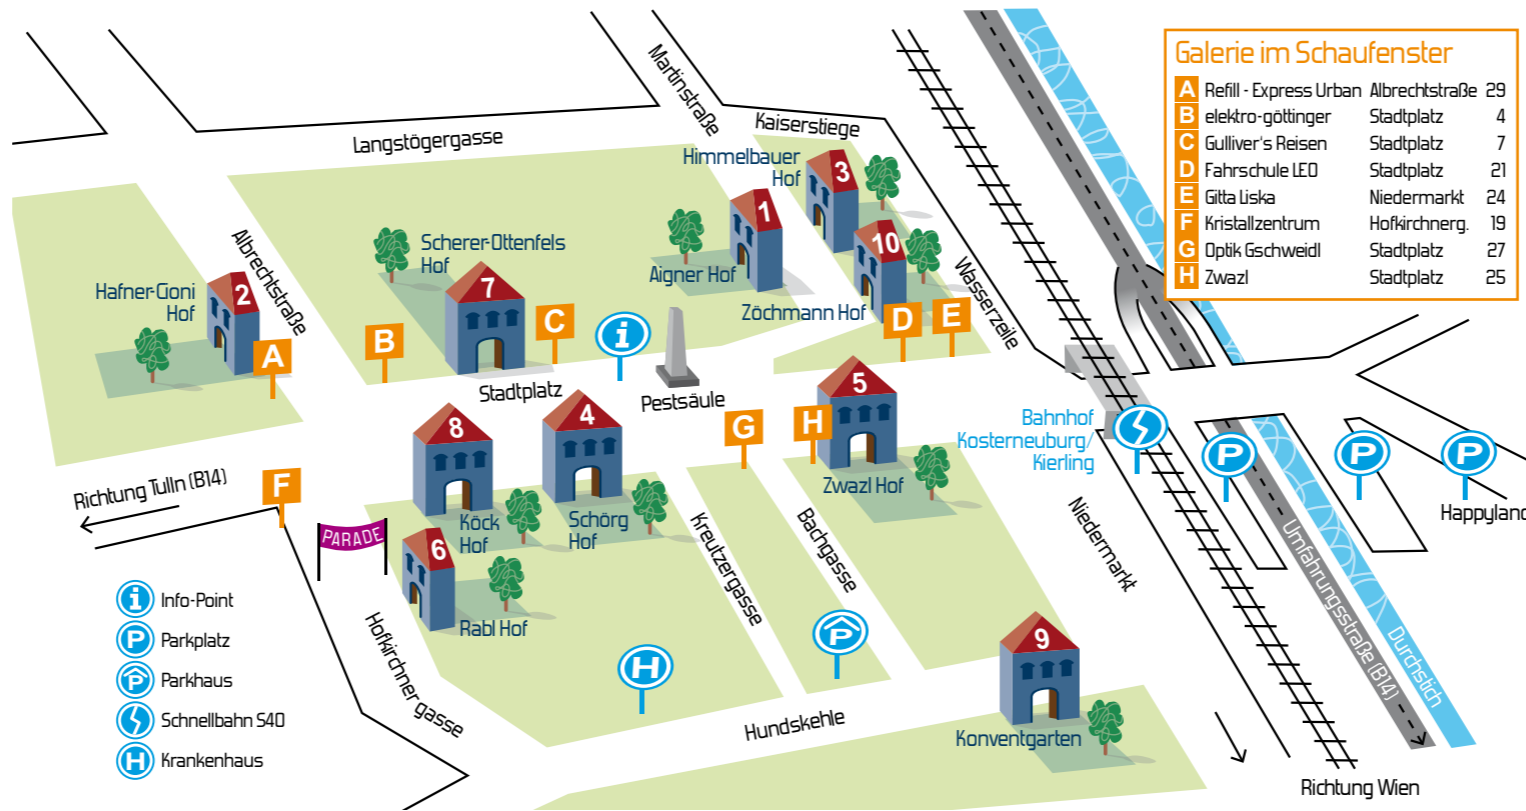 Galerie im Schaufenster
A Refill - Express Urban Albrechtstraße 29
B elektro-göttinger Stadtplatz 4
C Gulliver's Reisen Stadtplatz 7
D Fahrschule LEO Stadtplatz 21
E Gitta Liska Niedermarkt 24
F Kristallzentrum Hofkirchnerg. 19
G Optik Gschweidl Stadtplatz 27
H Zwazl Stadtplatz 25
Martinstraße
Kaiserstiege
Langstögergasse
Himmelbauer
Hof
3
1
Aigner Hof
10
Zöchmann Hof
Wasserzeile
Albrechtstraße
Scherer-Ottenfels
Hof
7
Hafner-Gioni
Hof
2
A
B
C
i
D
E
Stadtplatz
Pestsäule
5
8
4
G
H
Zwazl Hof
Bahnhof
Kosterneuburg/
Kierling
P
P
P
Happyland
Richtung Tulln (B14)
F
PARADE
Köck
Hof
Schörg
Hof
6
Rabl Hof
Kreutzergasse
Bachgasse
Niedermarkt
Umfahrungsstraße (B14)
Durchstich
Hofkirchner gasse
H
P
9
Konventgarten
Hundskehle
Richtung Wien
i Info-Point
P Parkplatz
P Parkhaus
Schnellbahn S40
H Krankenhaus